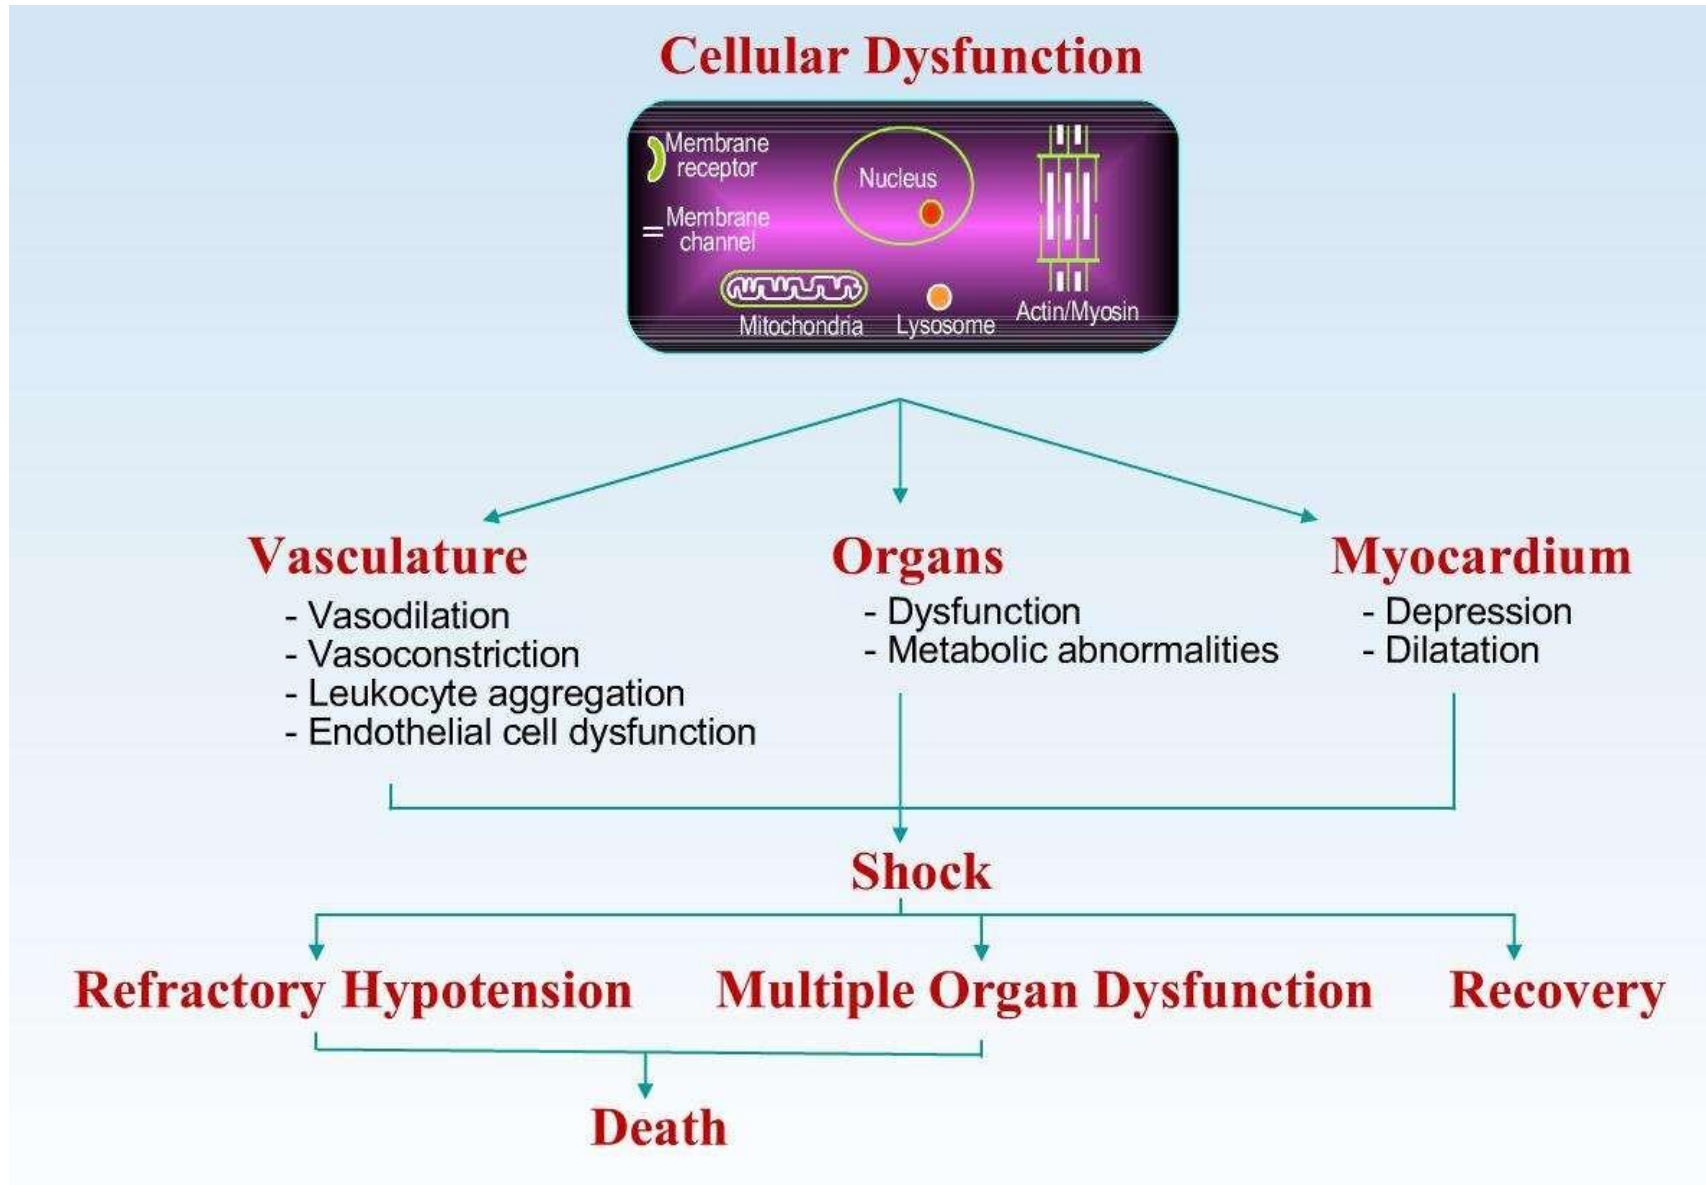 Cellular Dysfunction
Membrane
receptor
Nucleus
Membrane
channel
Mitochondria
Lysosome
Actin/Myosin
Vasculature
- Vasodilation
- Vasoconstriction
- Leukocyte aggregation
- Endothelial cell dysfunction
Organs
- Dysfunction
- Metabolic abnormalities
Myocardium
- Depression
- Dilatation
Shock
Refractory Hypotension
Multiple Organ Dysfunction
Recovery
Death